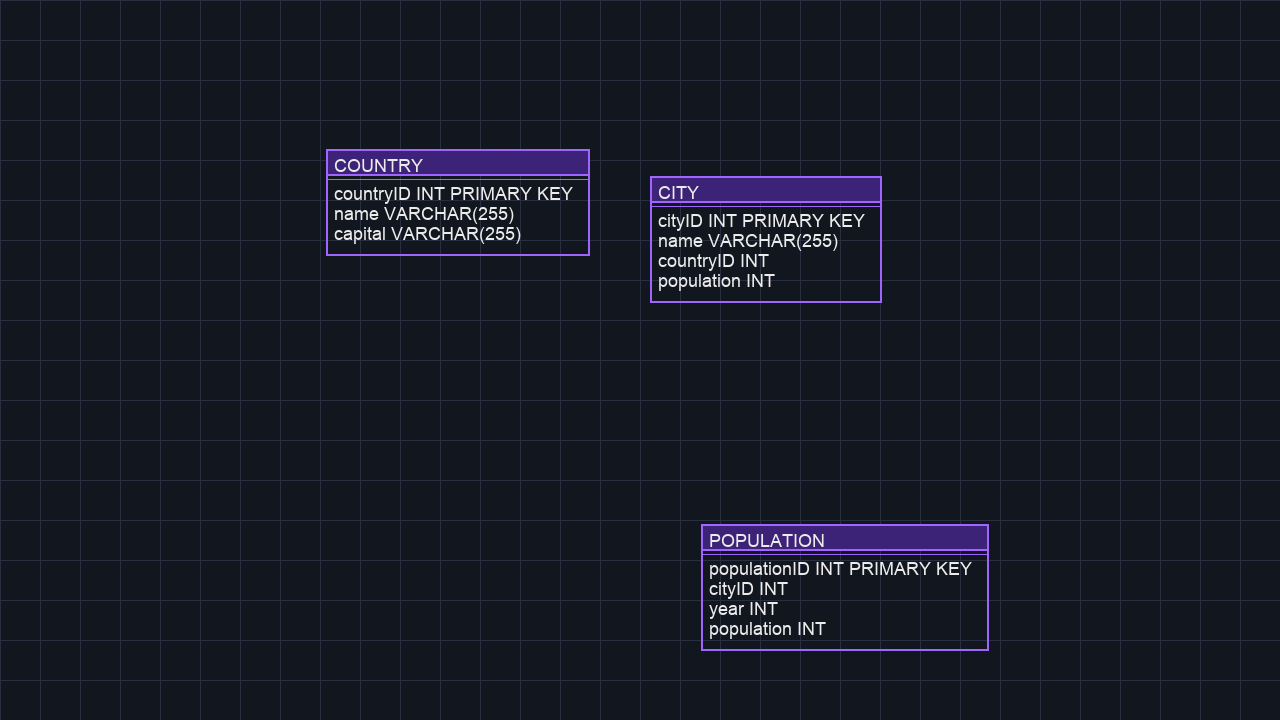 COUNTRY
countryID INT PRIMARY KEY
name VARCHAR(255)
capital VARCHAR(255)
CITY
cityID INT PRIMARY KEY
name VARCHAR(255)
countryID INT
population INT
POPULATION
populationID INT PRIMARY KEY
cityID INT
year INT
population INT